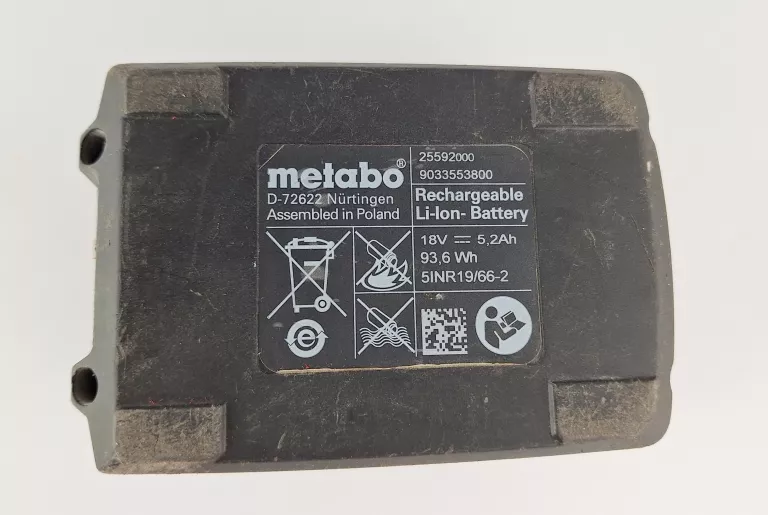 metabo®
D-72622 Nürtingen
Assembled in Poland
25592000
9033553800
Rechargeable
Li-Ion- Battery
18V ⎓ 5,2Ah
93,6 Wh
5INR19/66-2
e